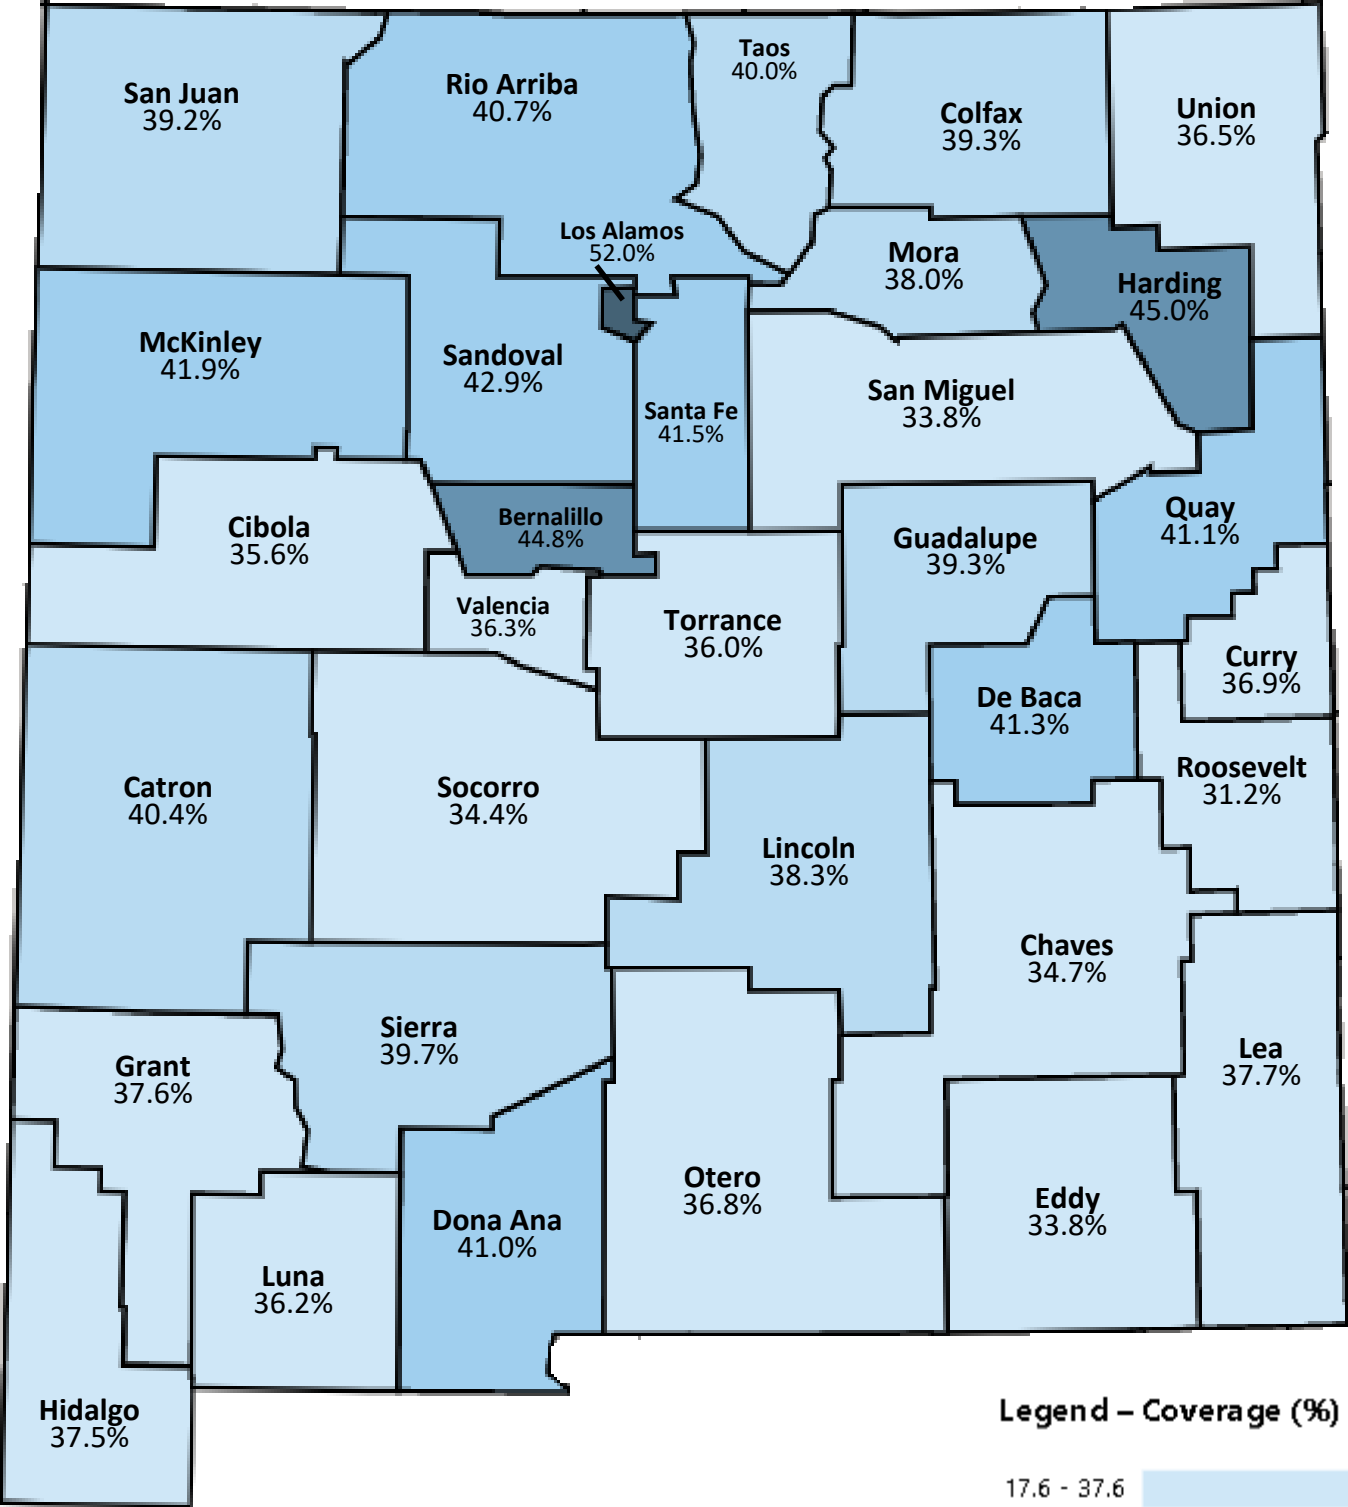 Taos
40.0%
San Juan
39.2%
Rio Arriba
40.7%
Colfax
39.3%
Union
36.5%
Los Alamos
52.0%
Mora
38.0%
Harding
45.0%
McKinley
41.9%
Sandoval
42.9%
Santa Fe
41.5%
San Miguel
33.8%
Cibola
35.6%
Bernalillo
44.8%
Guadalupe
39.3%
Quay
41.1%
Valencia
36.3%
Torrance
36.0%
Curry
36.9%
De Baca
41.3%
Catron
40.4%
Socorro
34.4%
Roosevelt
31.2%
Lincoln
38.3%
Chaves
34.7%
Sierra
39.7%
Grant
37.6%
Lea
37.7%
Otero
36.8%
Eddy
33.8%
Dona Ana
41.0%
Luna
36.2%
Hidalgo
37.5%
Legend – Coverage (%)
17.6 - 37.6